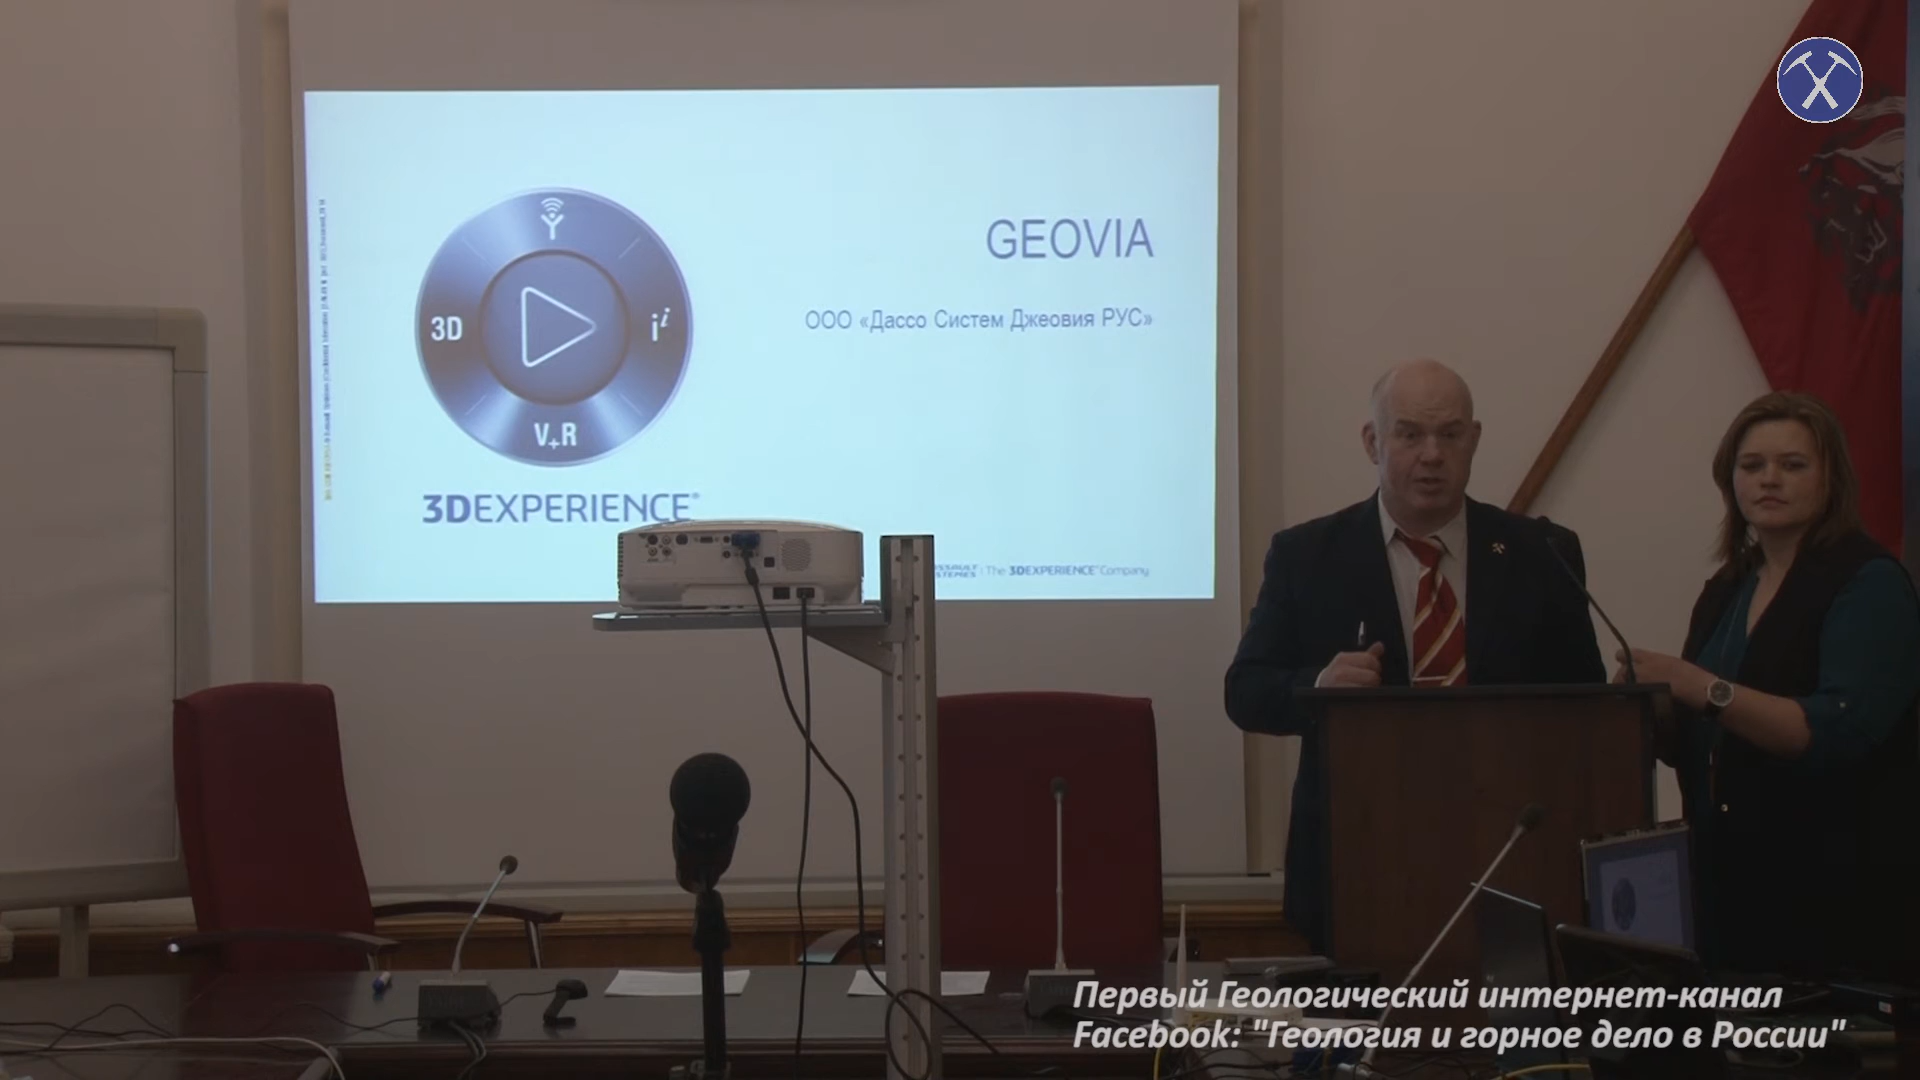 GEOVIA
ООО «Дассо Систем Джеовия РУС»
3D
i i
V+R
3DEXPERIENCE®
The 3DEXPERIENCE® Company
Первый Геологический интернет-канал
Facebook: "Геология и горное дело в России"